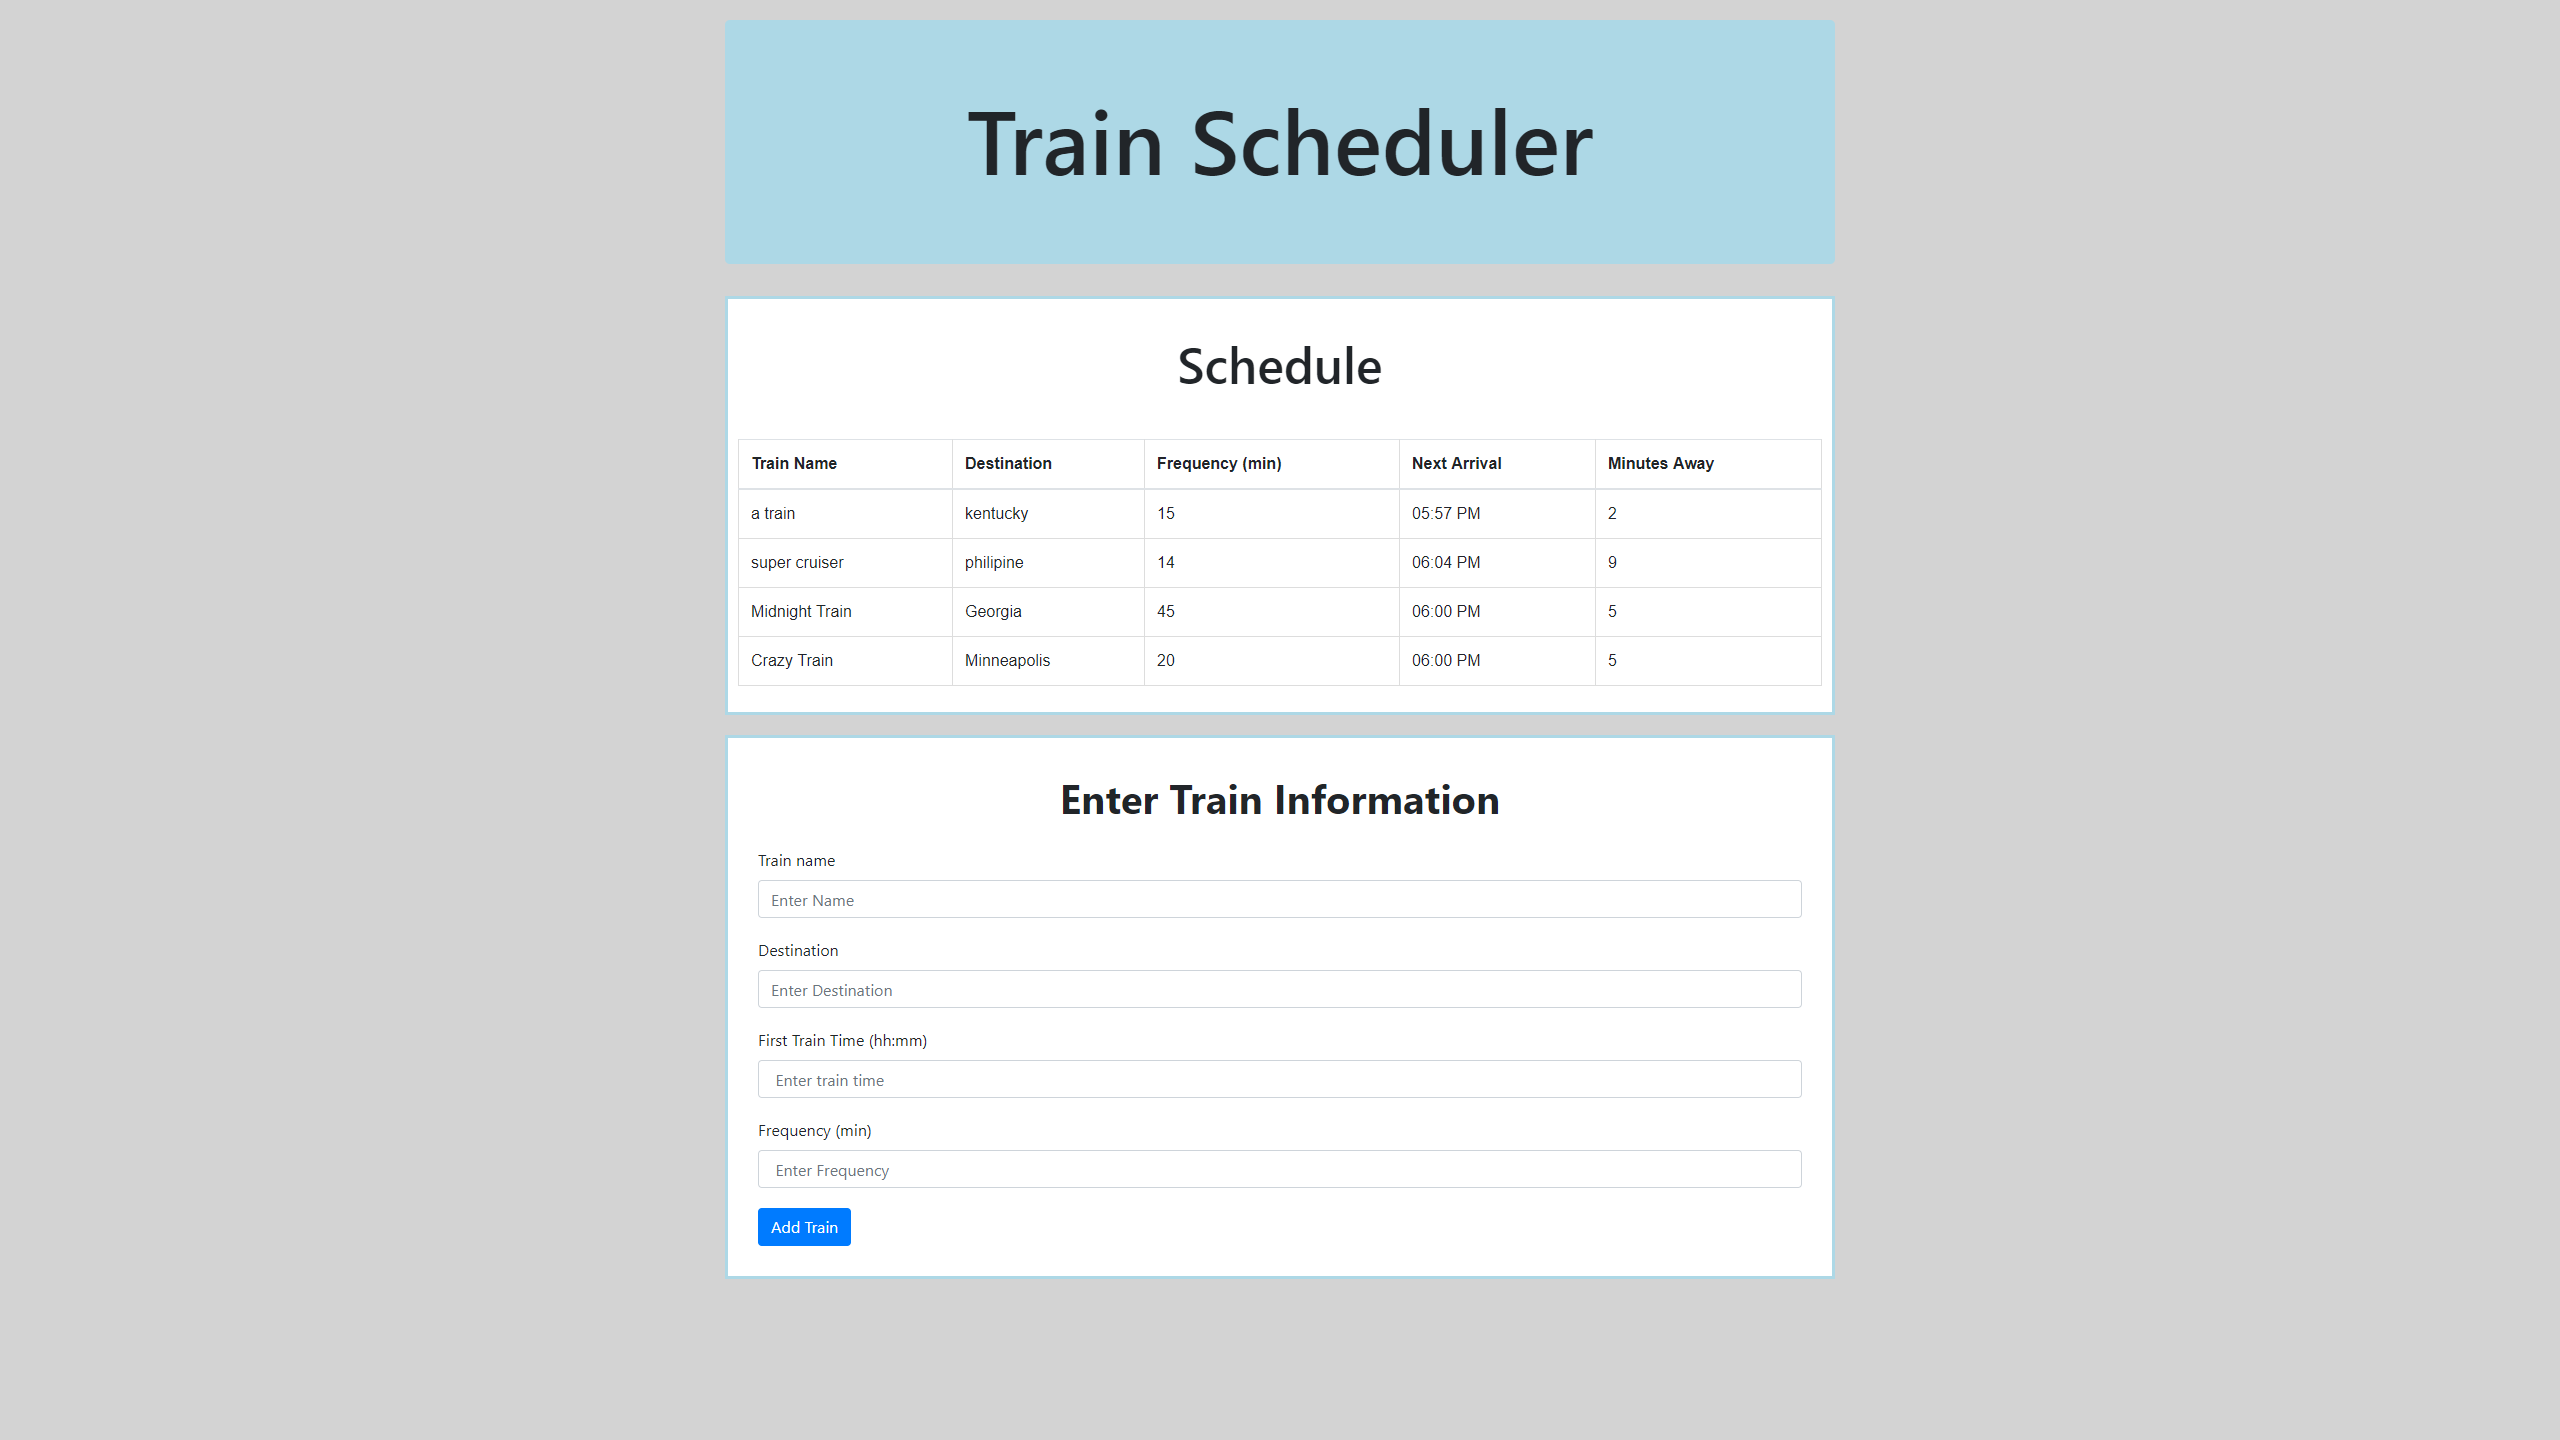 Train Scheduler
Schedule
Train Name Destination Frequency (min) Next Arrival Minutes Away
a train kentucky 15 05:57 PM 2
super cruiser philipine 14 06:04 PM 9
Midnight Train Georgia 45 06:00 PM 5
Crazy Train Minneapolis 20 06:00 PM 5
Enter Train Information
Train name
Enter Name
Destination
Enter Destination
First Train Time (hh:mm)
Enter train time
Frequency (min)
Enter Frequency
Add Train